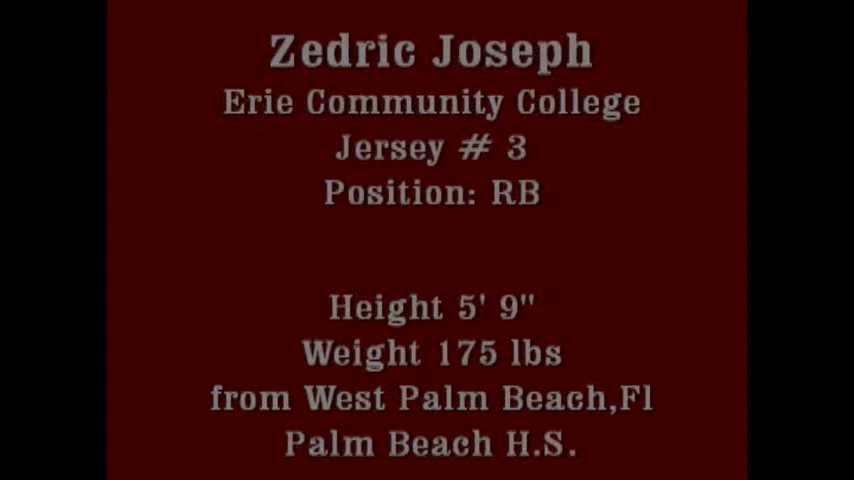 Zedric Joseph
Erie Community College
Jersey # 3
Position: RB
Height 5' 9"
Weight 175 lbs
from West Palm Beach,Fl
Palm Beach H.S.